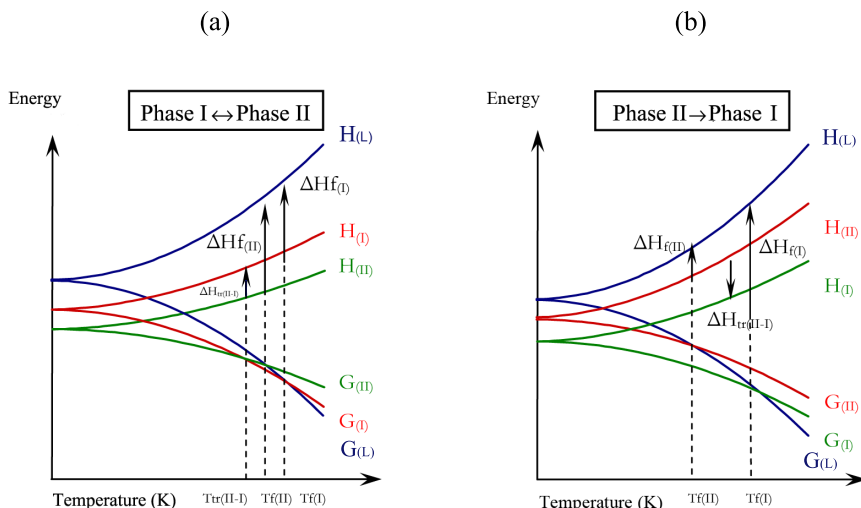 (a)
Energy
Phase I ↔ Phase II
H(L)
ΔHf(I)
ΔHf(II)
H(I)
H(II)
ΔHtr(II-I)
G(II)
G(I)
G(L)
Temperature (K)
Ttr(II-I)
Tf(II)
Tf(I)
(b)
Energy
Phase II → Phase I
H(L)
H(II)
ΔHf(II)
ΔHf(I)
H(I)
ΔHtr(II-I)
G(II)
G(I)
G(L)
Temperature (K)
Tf(II)
Tf(I)